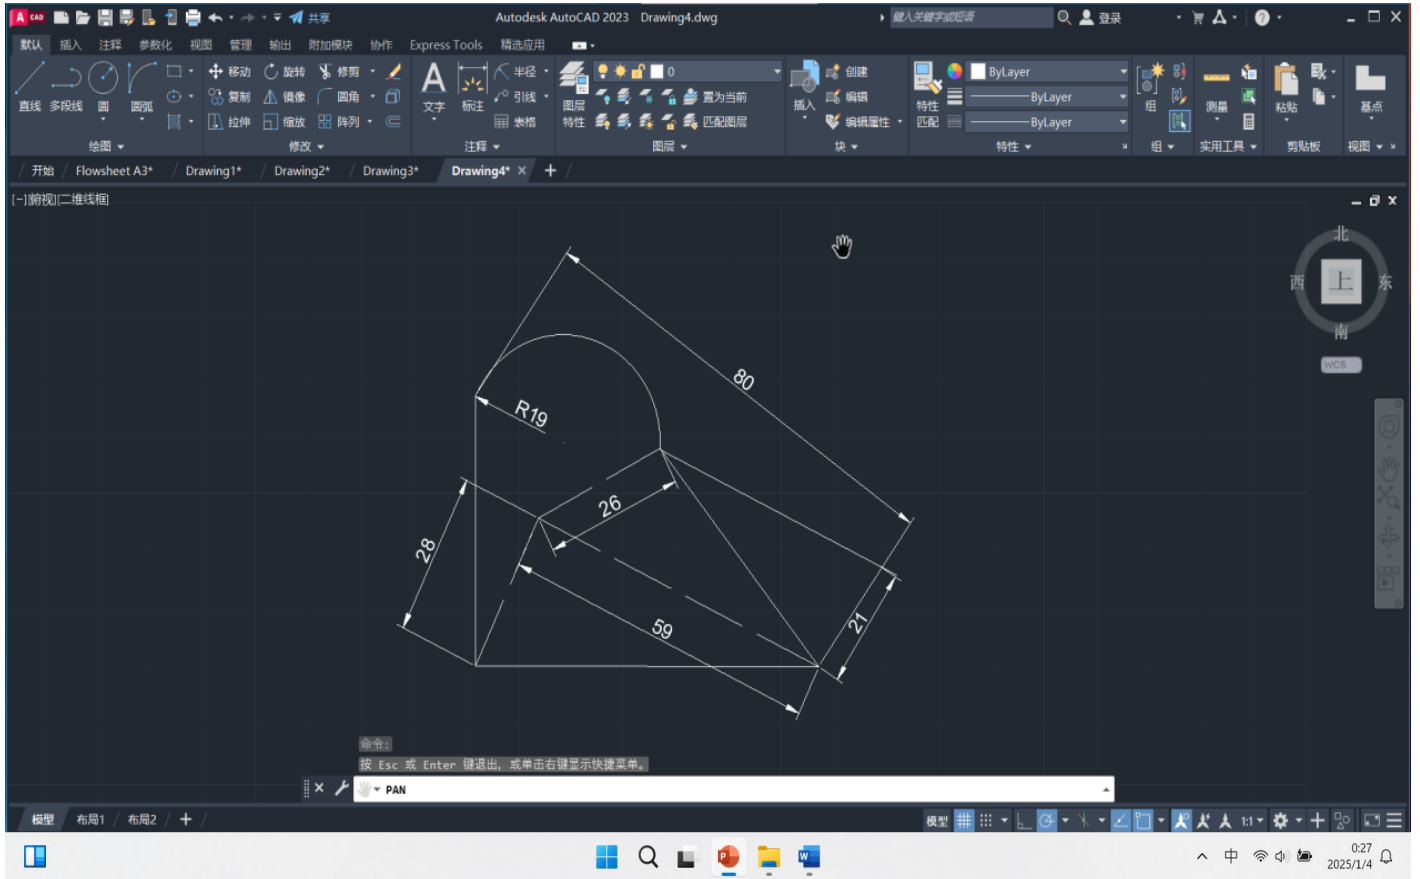 A CAD 共享 Autodesk AutoCAD 2023 Drawing4.dwg 键入关键字或短语 登录
默认 插入 注释 参数化 视图 管理 输出 附加模块 协作 Express Tools 精选应用
直线 多段线 圆 圆弧
移动 旋转 修剪
复制 镜像 圆角
拉伸 缩放 阵列
A 文字 标注 半径 引线 表格
图层特性 0 置为当前 匹配图层
插入 创建 编辑 编辑属性
特性匹配 ByLayer
ByLayer
ByLayer
组 测量 粘贴 基点
绘图 修改 注释 图层 块 特性 组 实用工具 剪贴板 视图
开始 / Flowsheet A3* / Drawing1* / Drawing2* / Drawing3* Drawing4* × + /
[-][俯视][二维线框]
北
西 上 东
南
WCS
80
R19
26
28
59
21
命令:
按 Esc 或 Enter 键退出, 或单击右键显示快捷菜单。
PAN
模型 布局1 / 布局2 / + / 模型 1:1
中 0:27
2025/1/4